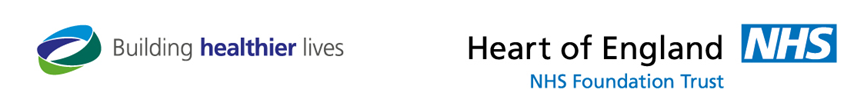 Building healthier lives
Heart of England NHS
NHS Foundation Trust